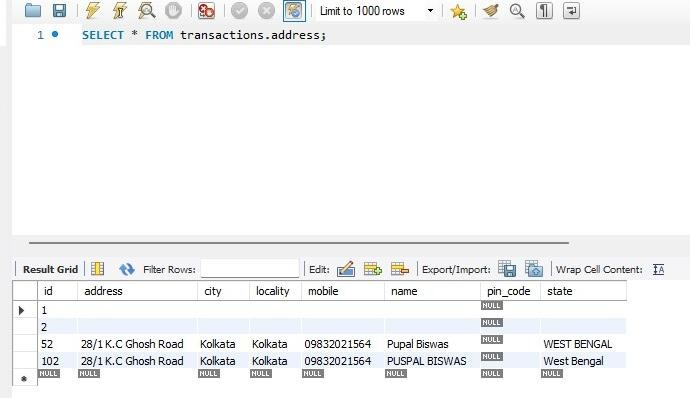 Limit to 1000 rows
1 SELECT * FROM transactions.address;
Result Grid Filter Rows: Edit: Export/Import: Wrap Cell Content: IA
id address city locality mobile name pin_code state
1 NULL
2 NULL
52 28/1 K.C Ghosh Road Kolkata Kolkata 09832021564 Pupal Biswas NULL WEST BENGAL
102 28/1 K.C Ghosh Road Kolkata Kolkata 09832021564 PUSPAL BISWAS NULL West Bengal
NULL NULL NULL NULL NULL NULL NULL NULL